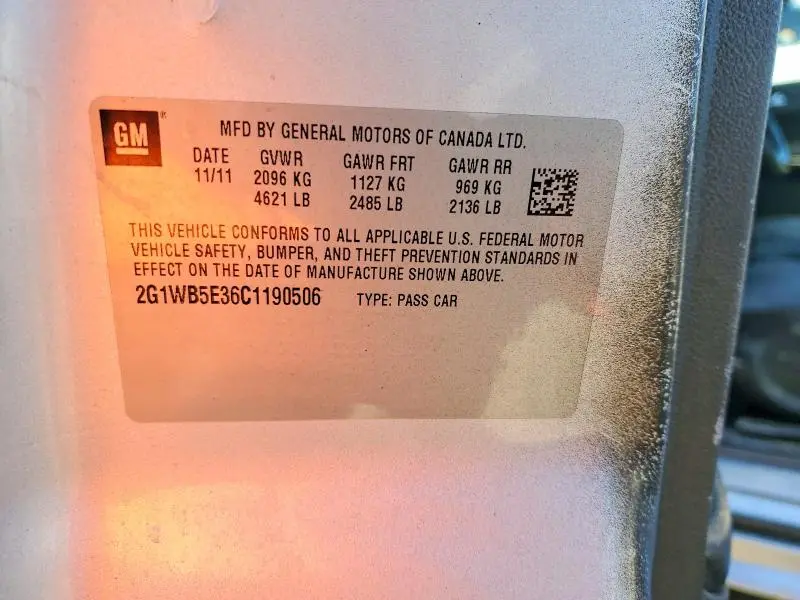 GM®
MFD BY GENERAL MOTORS OF CANADA LTD.
DATE GVWR GAWR FRT GAWR RR
11/11 2096 KG 1127 KG 969 KG
4621 LB 2485 LB 2136 LB
THIS VEHICLE CONFORMS TO ALL APPLICABLE U.S. FEDERAL MOTOR
VEHICLE SAFETY, BUMPER, AND THEFT PREVENTION STANDARDS IN
EFFECT ON THE DATE OF MANUFACTURE SHOWN ABOVE.
2G1WB5E36C1190506 TYPE: PASS CAR